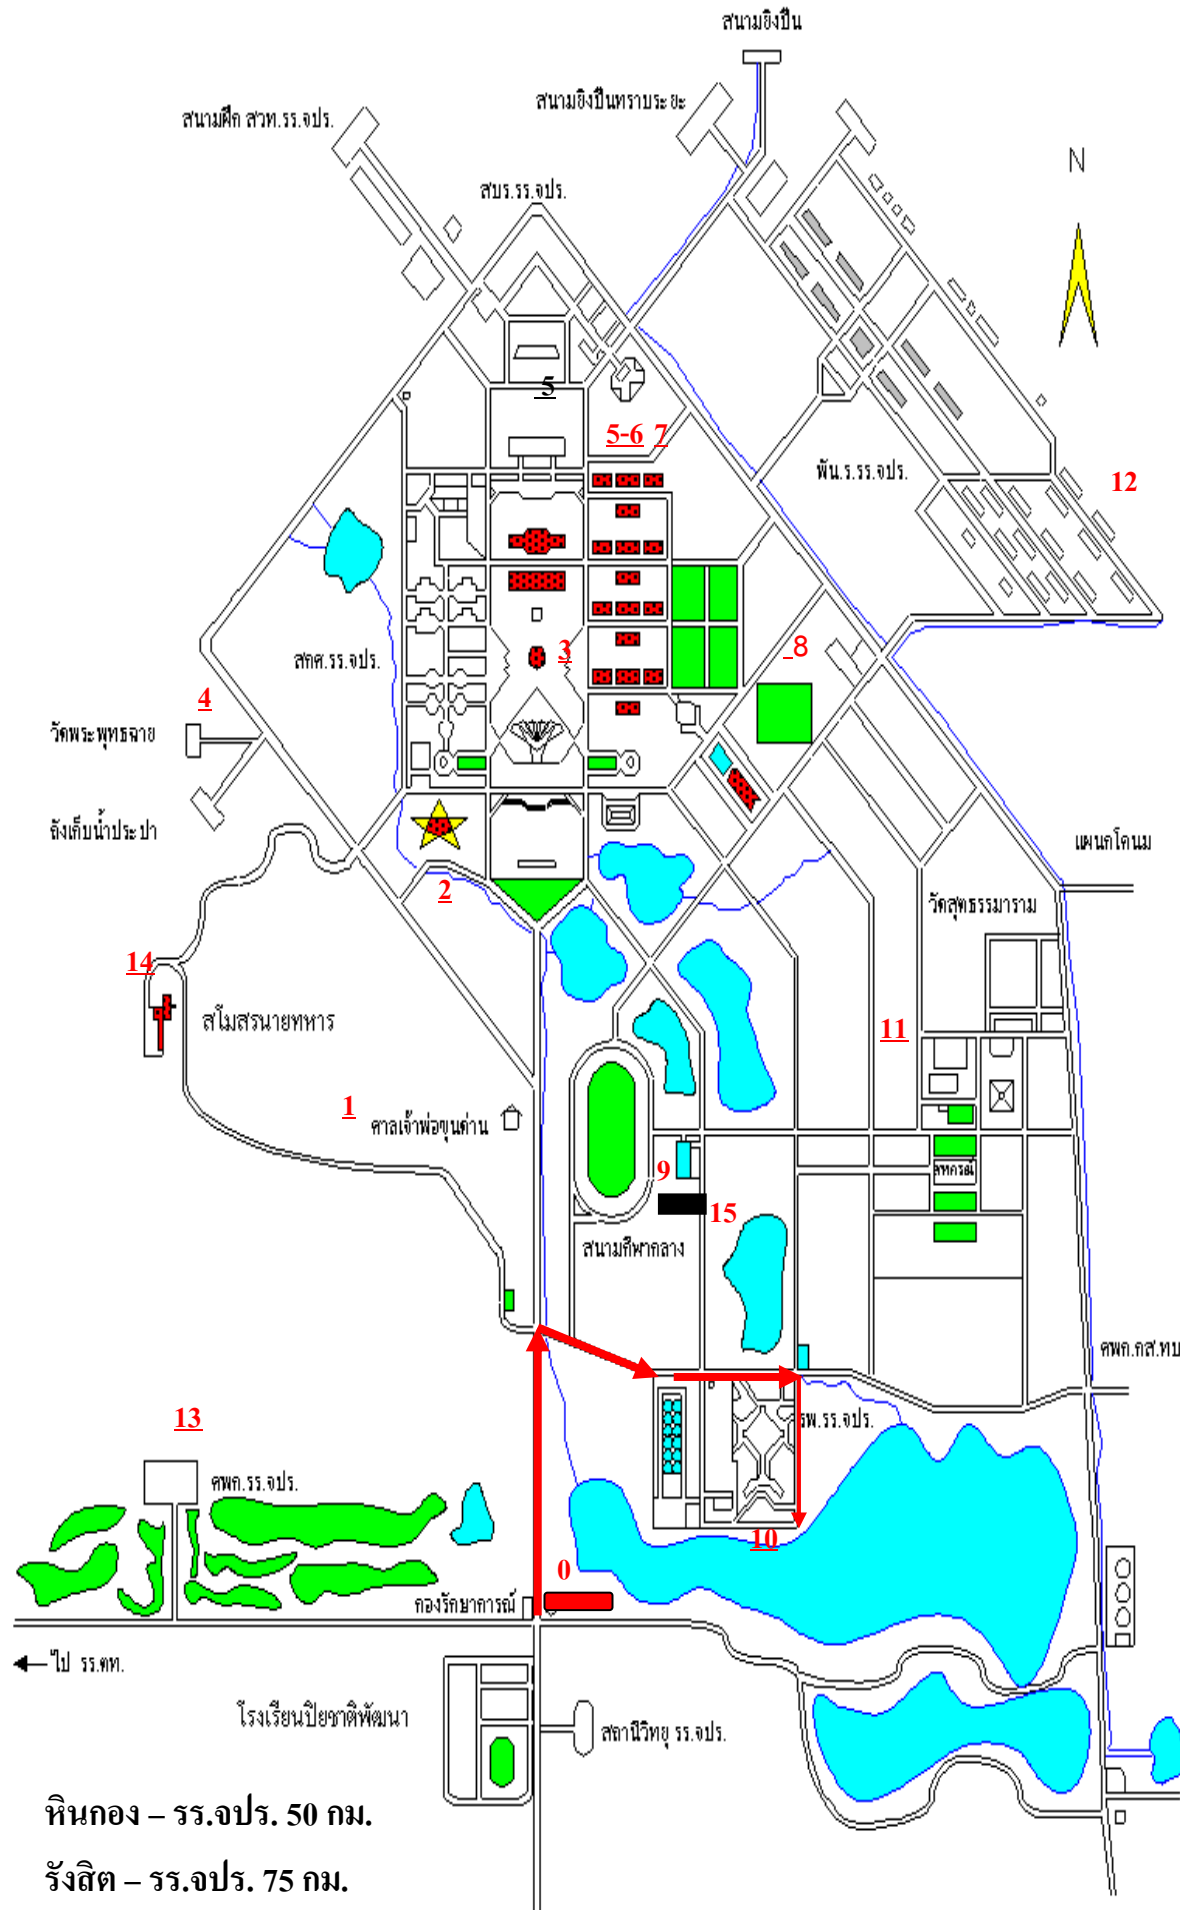 สนามยิงปืน
สนามยิงปืนทราบระยะ
สนามฝึก สวท.รร.จปร.
N
สบร.รร.จปร.
5
5-6 7
พัน.ร.รร.จปร.
12
8
3
สกศ.รร.จปร.
4
วัดพระพุทธฉาย
ถังเก็บน้ำประปา
แผนกโคนม
2
วัดสุทธรรมาราม
14
สโมสรนายทหาร
11
1
ศาลเจ้าพ่อขุนด่าน
9
สหกรณ์
15
สนามกีฬากลาง
ศพก.กส.ทบ
13
รพ.รร.จปร.
ศพก.รร.จปร.
10
0
กองรักษาการณ์
ไป รร.ตท.
โรงเรียนปิยชาติพัฒนา
สถานีวิทยุ รร.จปร.
หินกอง – รร.จปร. 50 กม.
รังสิต – รร.จปร. 75 กม.